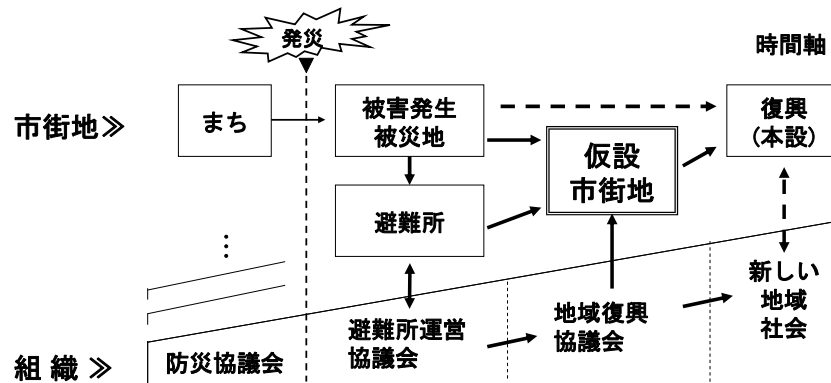 発災
時間軸
市街地≫
まち
被害発生
被災地
復興
(本設)
仮設
市街地
避難所
新しい
地域
社会
地域復興
協議会
避難所運営
協議会
組 織 ≫
防災協議会